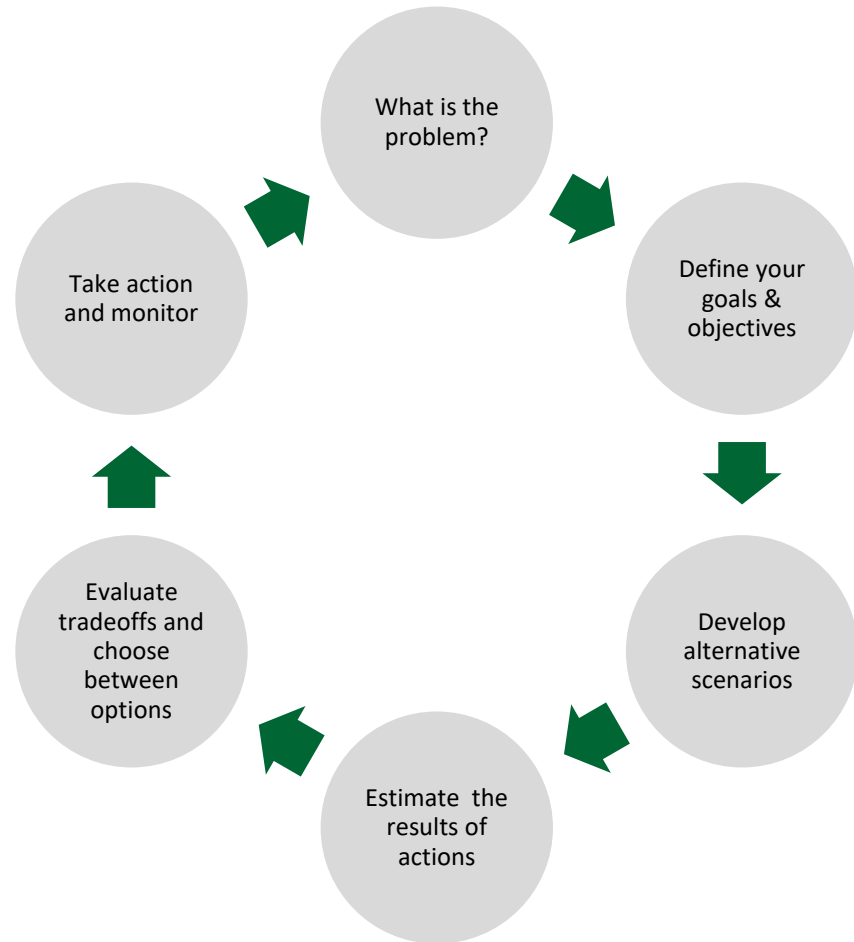 What is the
problem?
Define your
goals &
objectives
Develop
alternative
scenarios
Estimate  the
results of
actions
Evaluate
tradeoffs and
choose
between
options
Take action
and monitor